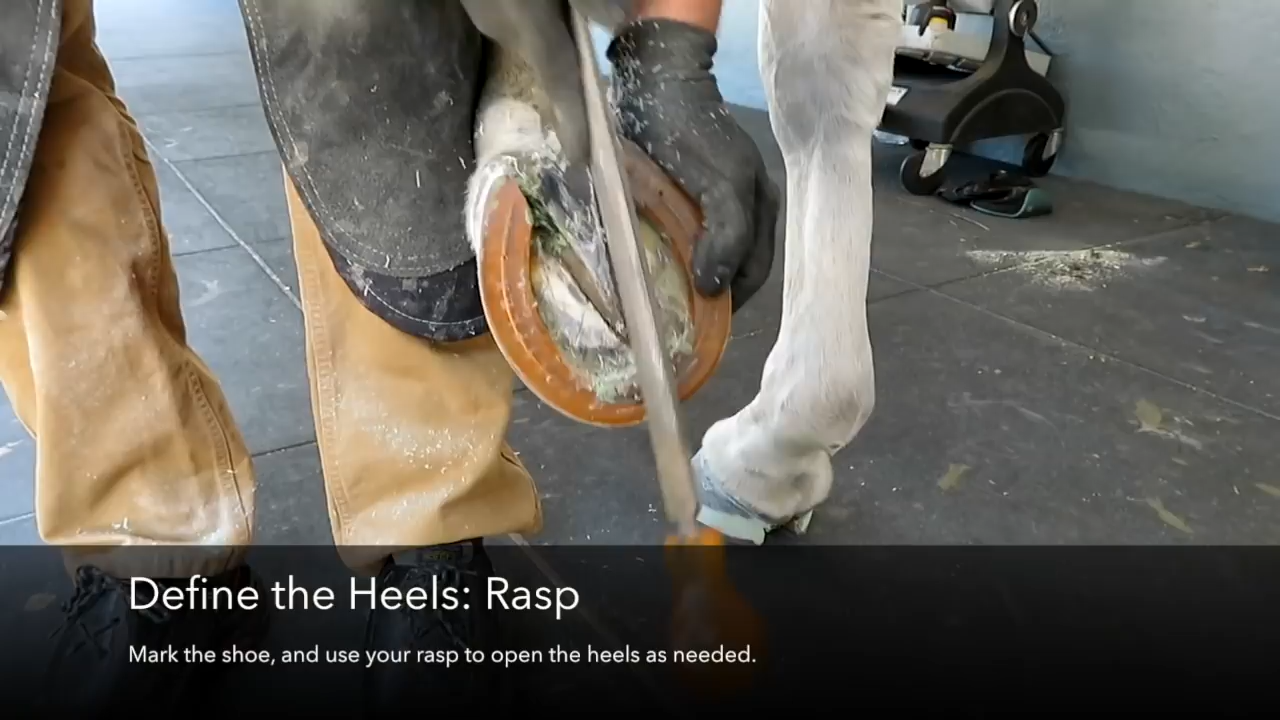 Define the Heels: Rasp
Mark the shoe, and use your rasp to open the heels as needed.